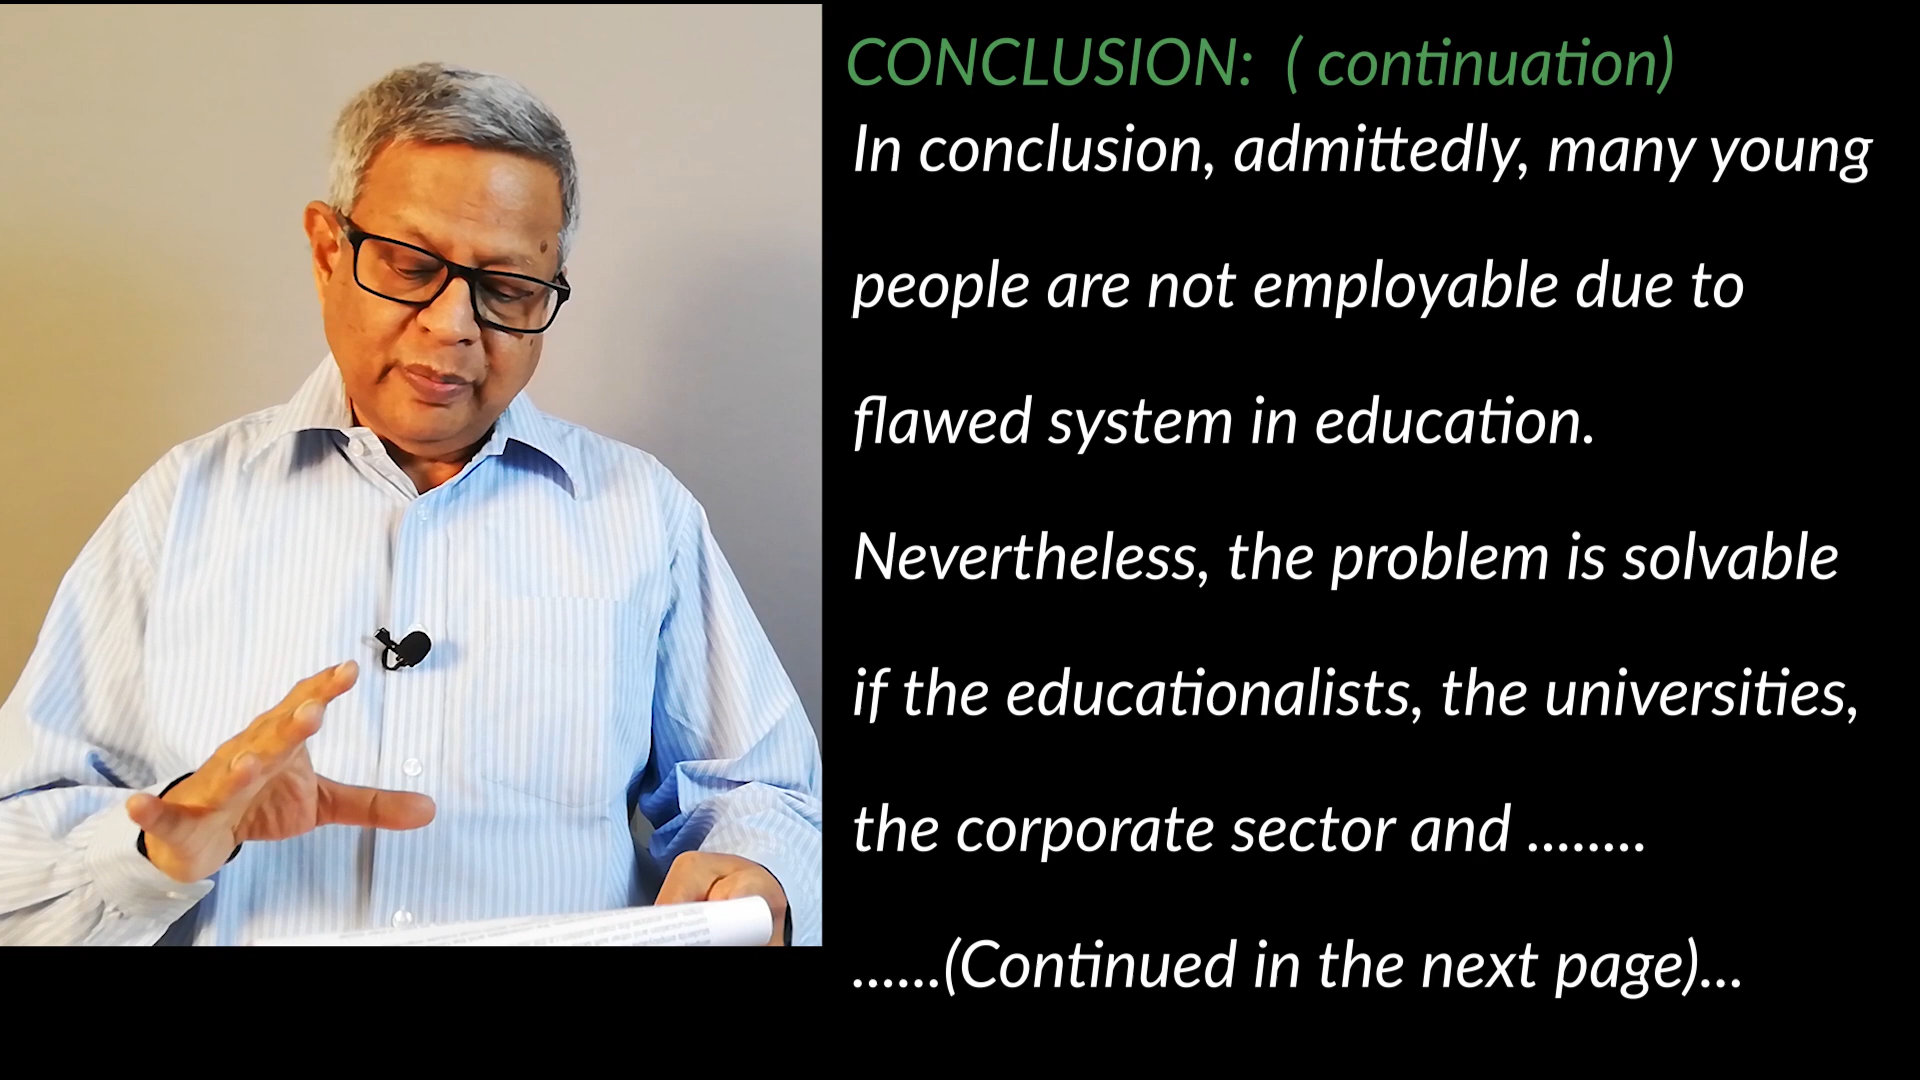 CONCLUSION: ( continuation)
In conclusion, admittedly, many young
people are not employable due to
flawed system in education.
Nevertheless, the problem is solvable
if the educationalists, the universities,
the corporate sector and ........
......(Continued in the next page)...